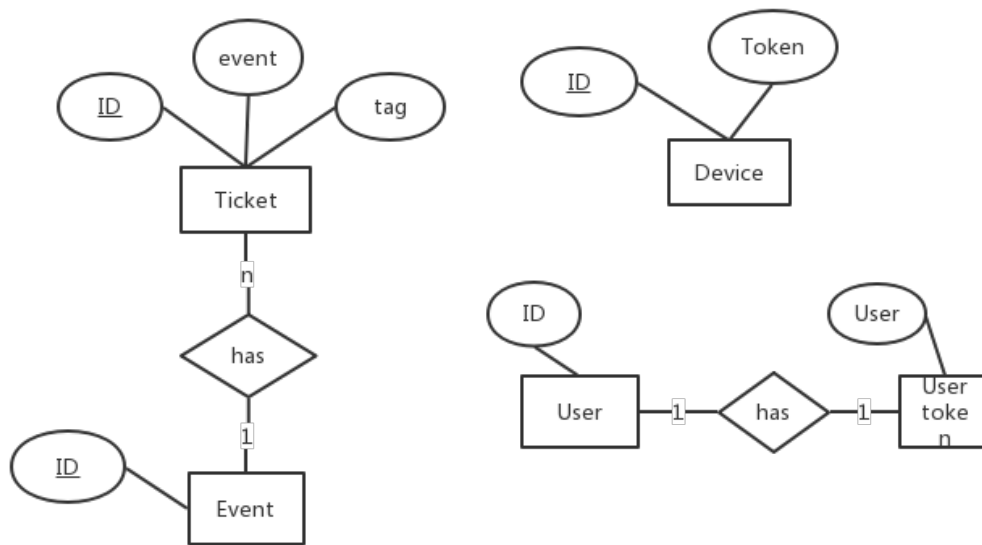 event
Token
ID
ID
tag
Device
Ticket
n
ID
User
has
User
1
has
1
User
toke
n
1
ID
Event